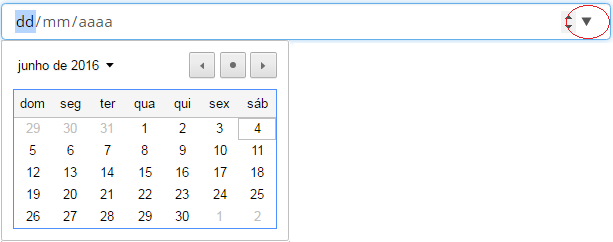 dd/mm/aaaa
junho de 2016
dom seg ter qua qui sex sáb
29 30 31 1 2 3 4
5 6 7 8 9 10 11
12 13 14 15 16 17 18
19 20 21 22 23 24 25
26 27 28 29 30 1 2